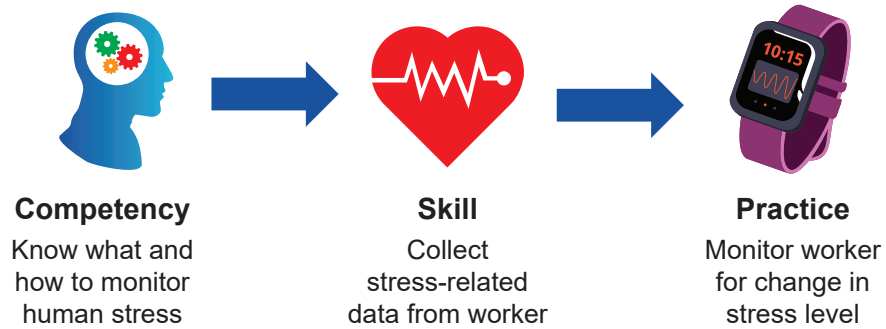 10:15
Competency
Know what and
how to monitor
human stress
Skill
Collect
stress-related
data from worker
Practice
Monitor worker
for change in
stress level